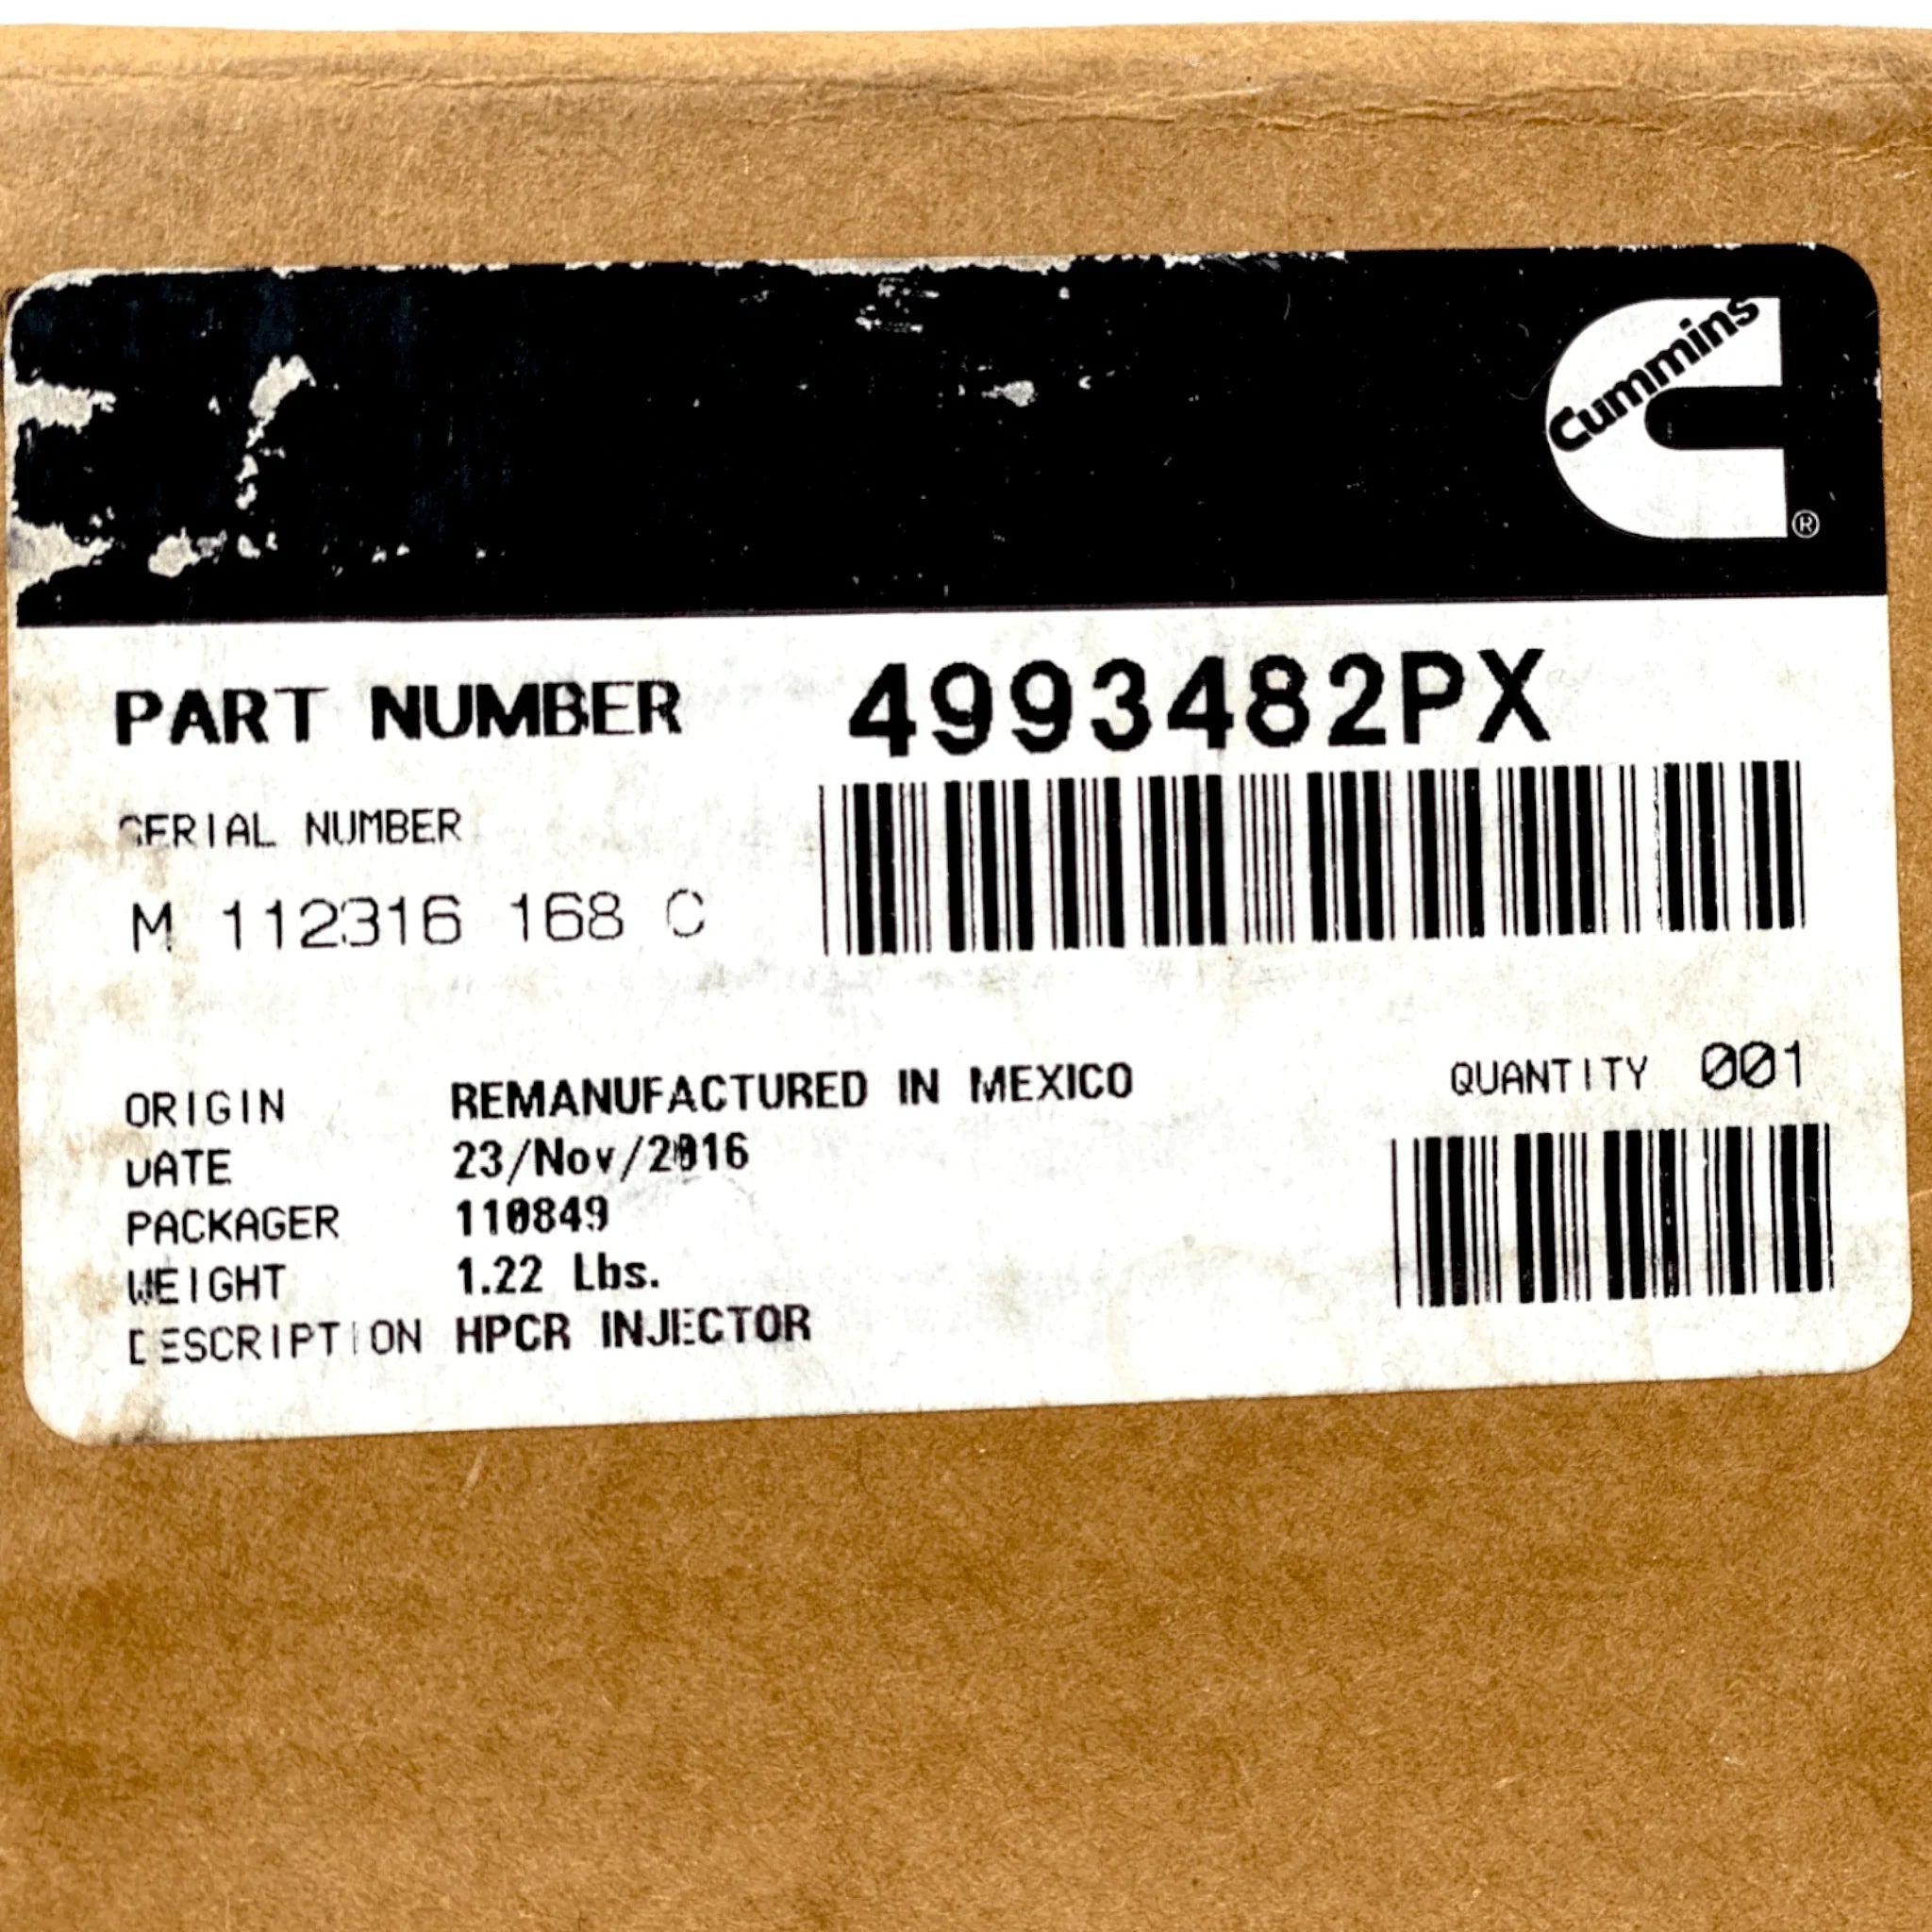 Cummins
®
PART NUMBER 4993482PX
SERIAL NUMBER
M 112316 168 C
QUANTITY 001
ORIGIN REMANUFACTURED IN MEXICO
DATE 23/Nov/2016
PACKAGER 110849
WEIGHT 1.22 Lbs.
DESCRIPTION HPCR INJECTOR